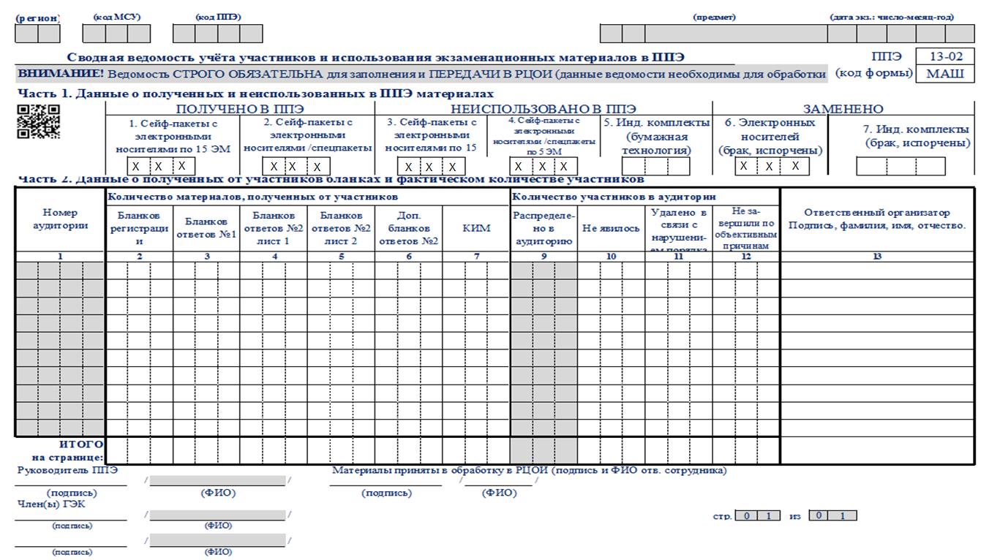 (регион) (код МСУ) (код ППЭ) (предмет) (дата экз.: число-месяц-год)
Сводная ведомость учёта участников и использования экзаменационных материалов в ППЭ ППЭ 13-02
ВНИМАНИЕ! Ведомость СТРОГО ОБЯЗАТЕЛЬНА для заполнения и ПЕРЕДАЧИ В РЦОИ (данные ведомости необходимы для обработки (код формы) МАШ
Часть 1. Данные о полученных и неиспользованных в ППЭ материалах
ПОЛУЧЕНО В ППЭ НЕИСПОЛЬЗОВАНО В ППЭ ЗАМЕНЕНО
1. Сейф-пакеты с
электронными
носителями по 15 ЭМ
2. Сейф-пакеты с
электронными
носителями /спецпакеты
3. Сейф-пакеты с
электронными
носителями по 15
4. Сейф-пакеты с
электронными
носителями /спецпакеты
по 5 ЭМ
5. Инд. комплекты
(бумажная
технология)
6. Электронных
носителей
(брак, испорчены)
7. Инд. комплекты
(брак, испорчены)
X X X X X X X X X X X X X X X
Часть 2. Данные о полученных от участников бланках и фактическом количестве участников
Номер
аудитории
Количество материалов, полученных от участников
Количество участников в аудитории
Бланков
регистраци
и
Бланков
ответов №1
Бланков
ответов №2
лист 1
Бланков
ответов №2
лист 2
Доп.
бланков
ответов №2
КИМ
Распределе-
но в
аудиторию
Не явилось
Удалено в
связи с
нарушени-
ем порядка
Не за-
вершили по
объективным
причинам
Ответственный организатор
Подпись, фамилия, имя, отчество.
1 2 3 4 5 6 7 9 10 11 12 13
ИТОГО
на странице:
Руководитель ППЭ Материалы приняты в обработку в РЦОИ (подпись и ФИО отв. сотрудника)
/ / / /
(подпись) (ФИО) (подпись) (ФИО)
Член(ы) ГЭК
/ / стр. 0 1 из 0 1
(подпись) (ФИО)
/ /
(подпись) (ФИО)